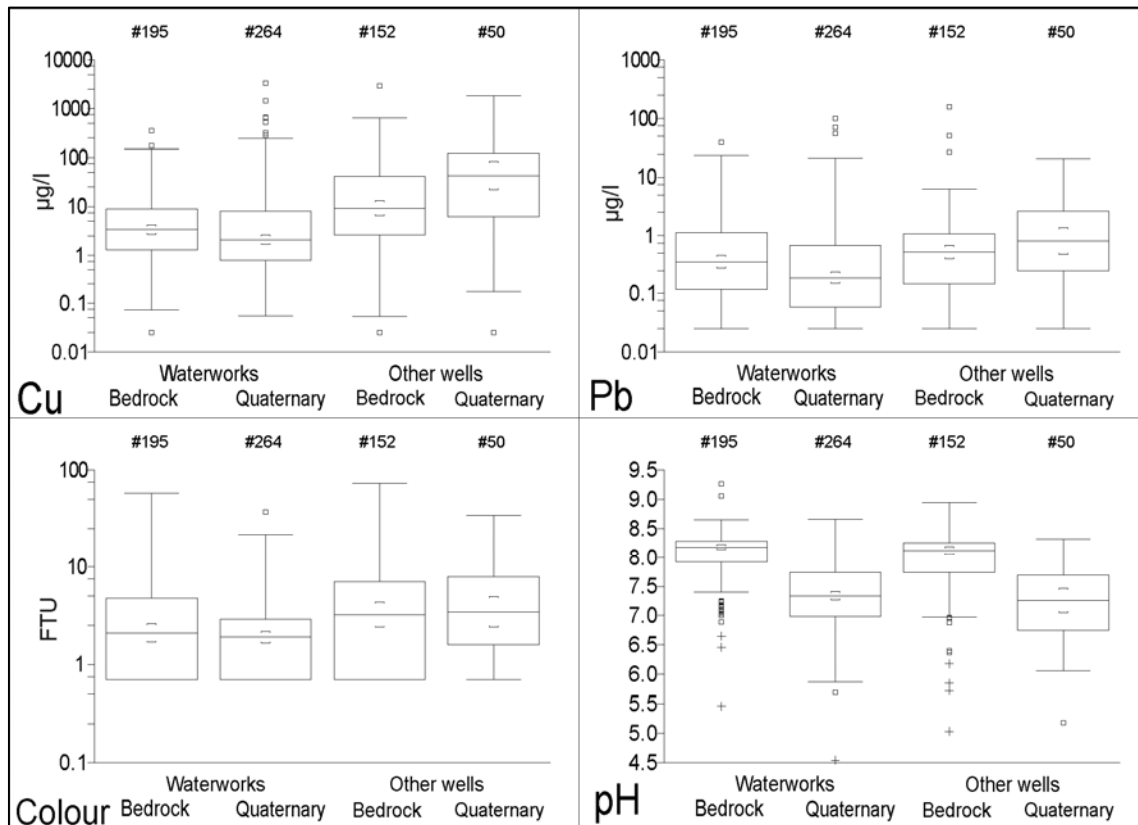 #195 #264 #152 #50
10000
1000
100
10
1
0.1
0.01
µg/l
Waterworks Other wells
Bedrock Quaternary Bedrock Quaternary
Cu
#195 #264 #152 #50
1000
100
10
1
0.1
0.01
µg/l
Waterworks Other wells
Bedrock Quaternary Bedrock Quaternary
Pb
#195 #264 #152 #50
100
10
1
0.1
FTU
Waterworks Other wells
Bedrock Quaternary Bedrock Quaternary
Colour
#195 #264 #152 #50
9.5
9.0
8.5
8.0
7.5
7.0
6.5
6.0
5.5
5.0
4.5
Waterworks Other wells
Bedrock Quaternary Bedrock Quaternary
pH